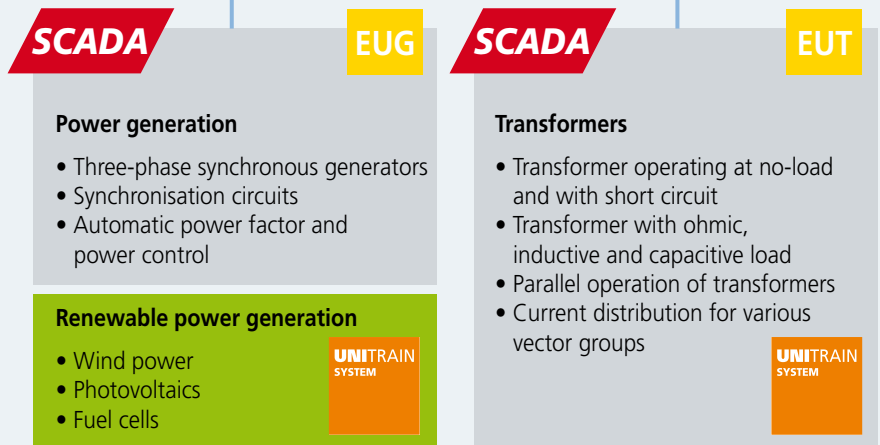 SCADA
EUG
Power generation
• Three-phase synchronous generators
• Synchronisation circuits
• Automatic power factor and
power control
Renewable power generation
• Wind power
• Photovoltaics
• Fuel cells
UNITRAIN
SYSTEM
SCADA
EUT
Transformers
• Transformer operating at no-load
and with short circuit
• Transformer with ohmic,
inductive and capacitive load
• Parallel operation of transformers
• Current distribution for various
vector groups
UNITRAIN
SYSTEM